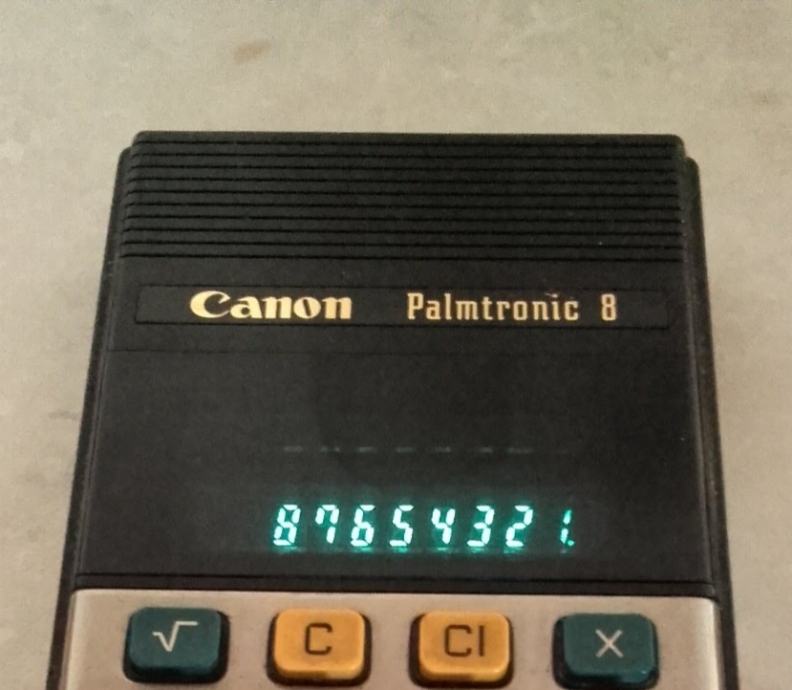 Canon Palmtronic 8
87654321.
√ C CI X